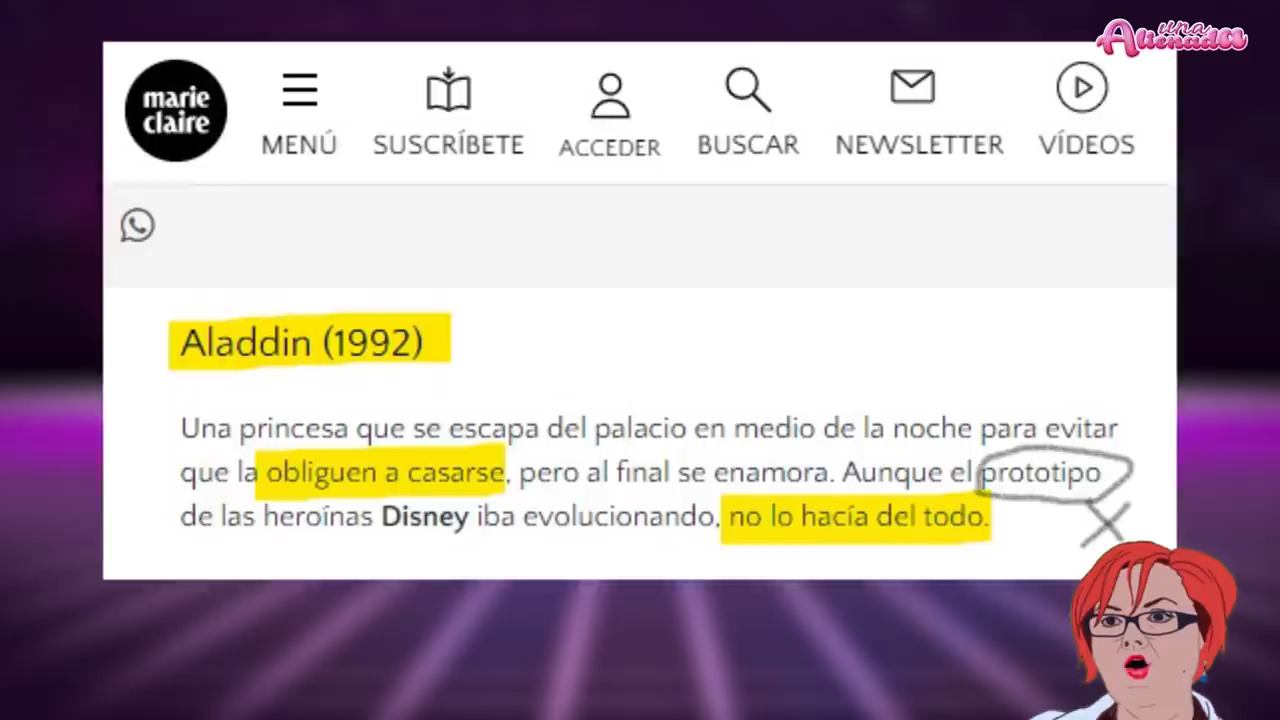 una
Alienada
marie
claire
MENÚ
SUSCRÍBETE
ACCEDER
BUSCAR
NEWSLETTER
VÍDEOS
Aladdin (1992)
Una princesa que se escapa del palacio en medio de la noche para evitar
que la obliguen a casarse, pero al final se enamora. Aunque el prototipo
de las heroínas Disney iba evolucionando, no lo hacía del todo.